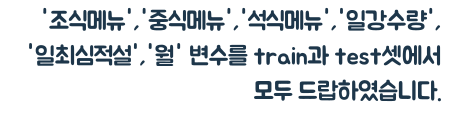 '조식메뉴','중식메뉴','석식메뉴','일강수량',
'일최심적설','월' 변수를 train과 test셋에서
모두 드랍하였습니다.